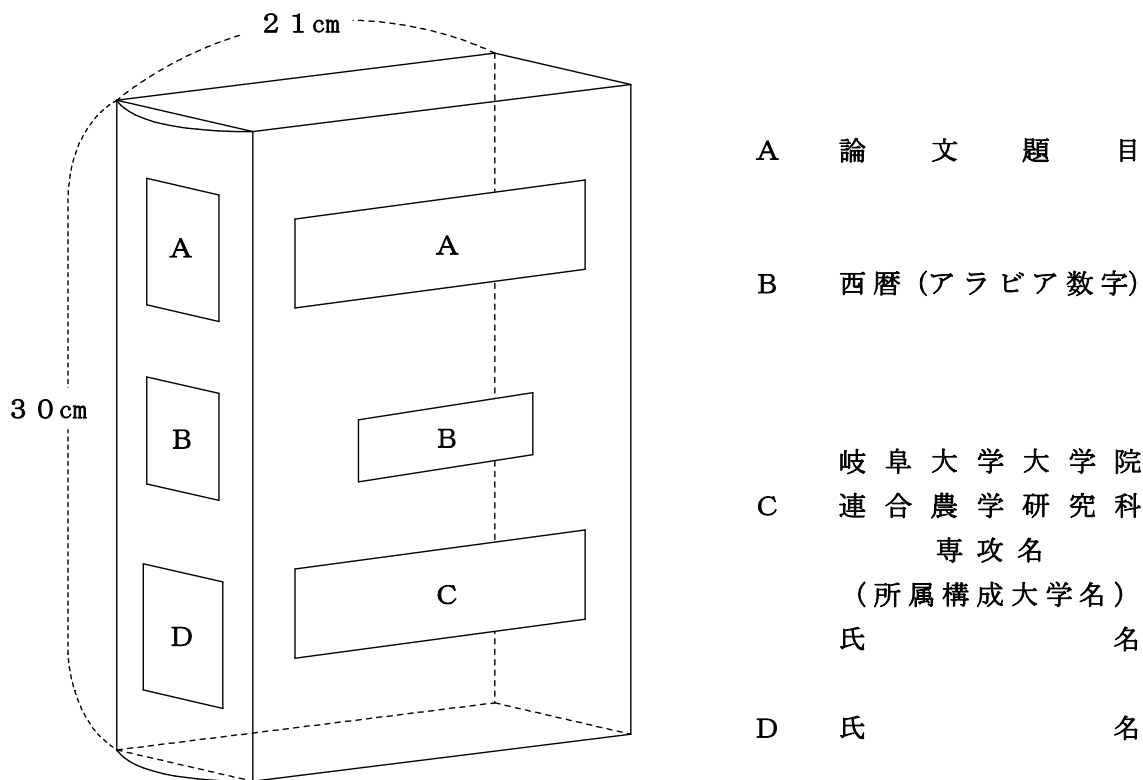 ２１cm
３０cm
A
B
D
A
B
C
A 論文題目
B 西暦（アラビア数字）
岐阜大学大学院
C 連合農学研究科
専攻名
（所属構成大学名）
氏名
D 氏名